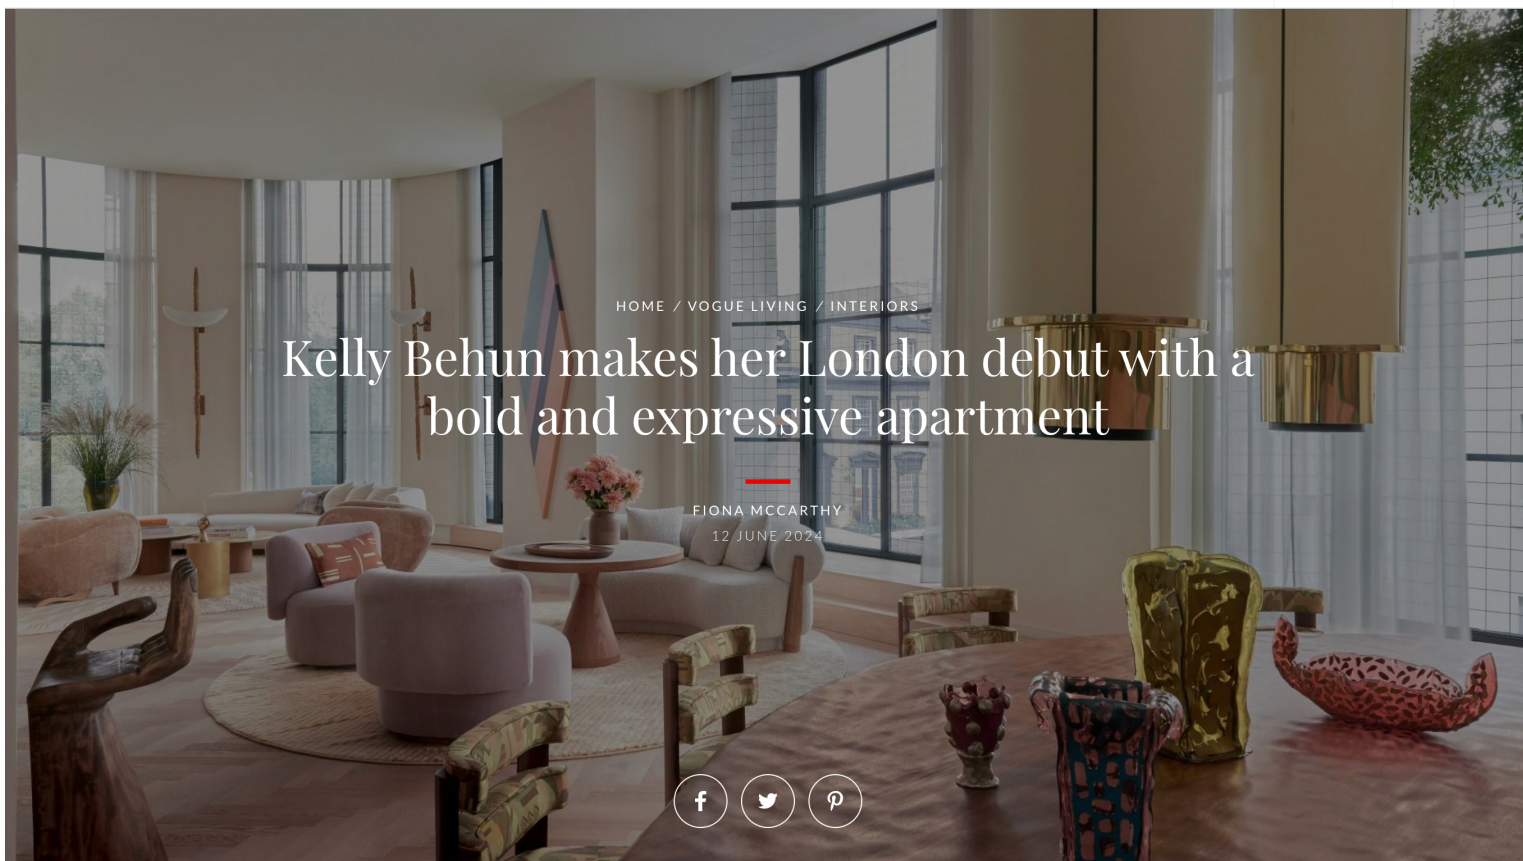 HOME / VOGUE LIVING / INTERIORS
Kelly Behun makes her London debut with a
bold and expressive apartment
FIONA MCCARTHY
12 JUNE 2024